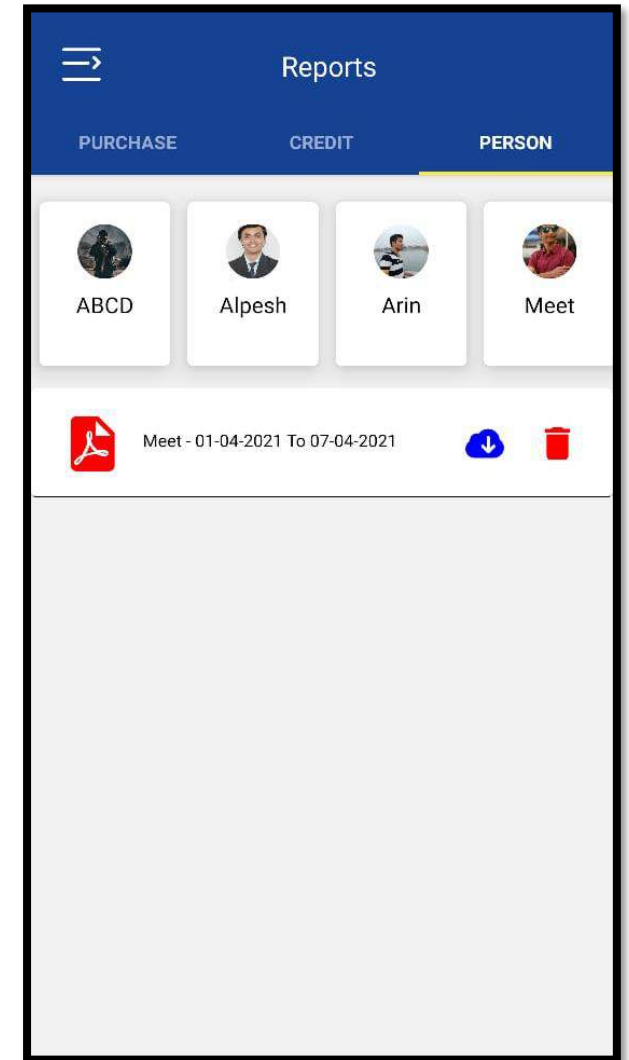 Reports
PURCHASE CREDIT PERSON
ABCD Alpesh Arin Meet
Meet - 01-04-2021 To 07-04-2021